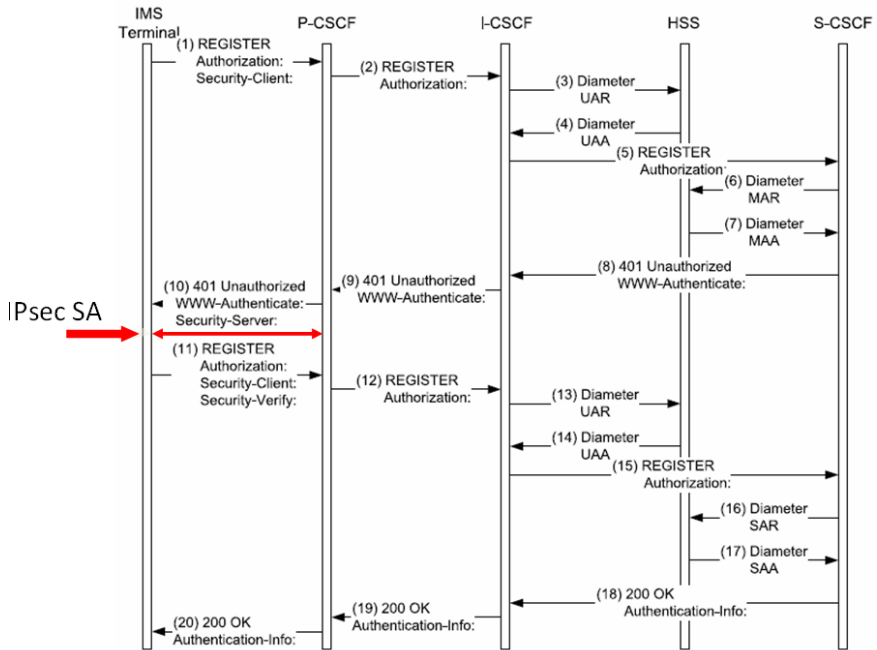 IMS
Terminal
P-CSCF
I-CSCF
HSS
S-CSCF
(1) REGISTER
Authorization:
Security-Client:
(2) REGISTER
Authorization:
(3) Diameter
UAR
(4) Diameter
UAA
(5) REGISTER
Authorization:
(6) Diameter
MAR
(7) Diameter
MAA
(8) 401 Unauthorized
WWW-Authenticate:
(9) 401 Unauthorized
WWW-Authenticate:
(10) 401 Unauthorized
WWW-Authenticate:
Security-Server:
IPsec SA
(11) REGISTER
Authorization:
Security-Client:
Security-Verify:
(12) REGISTER
Authorization:
(13) Diameter
UAR
(14) Diameter
UAA
(15) REGISTER
Authorization:
(16) Diameter
SAR
(17) Diameter
SAA
(18) 200 OK
Authentication-Info:
(19) 200 OK
Authentication-Info:
(20) 200 OK
Authentication-Info: